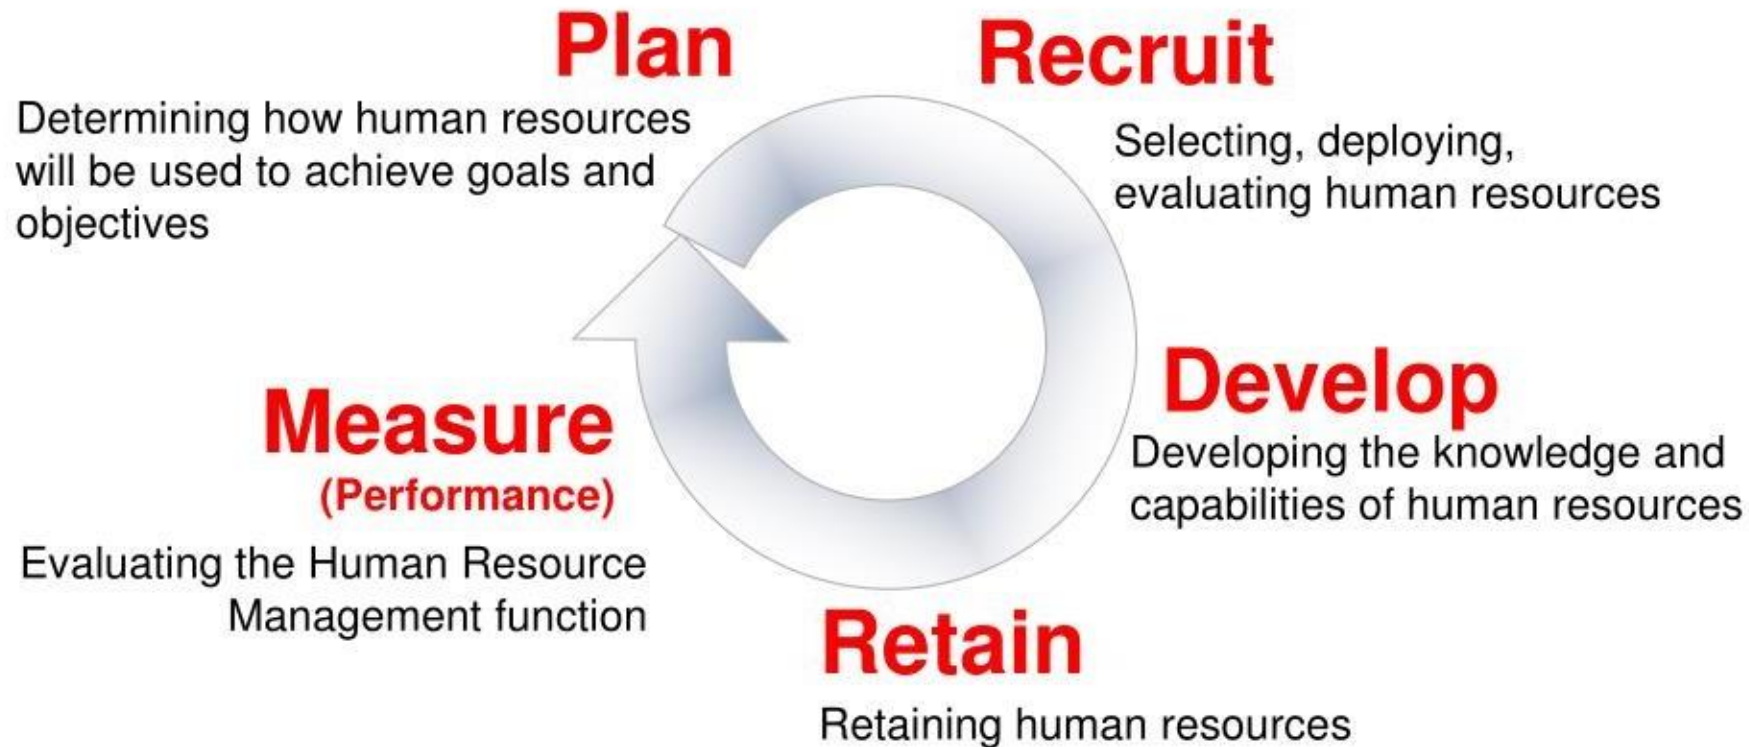 Plan
Determining how human resources
will be used to achieve goals and
objectives
Recruit
Selecting, deploying,
evaluating human resources
Develop
Developing the knowledge and
capabilities of human resources
Retain
Retaining human resources
Measure
(Performance)
Evaluating the Human Resource
Management function